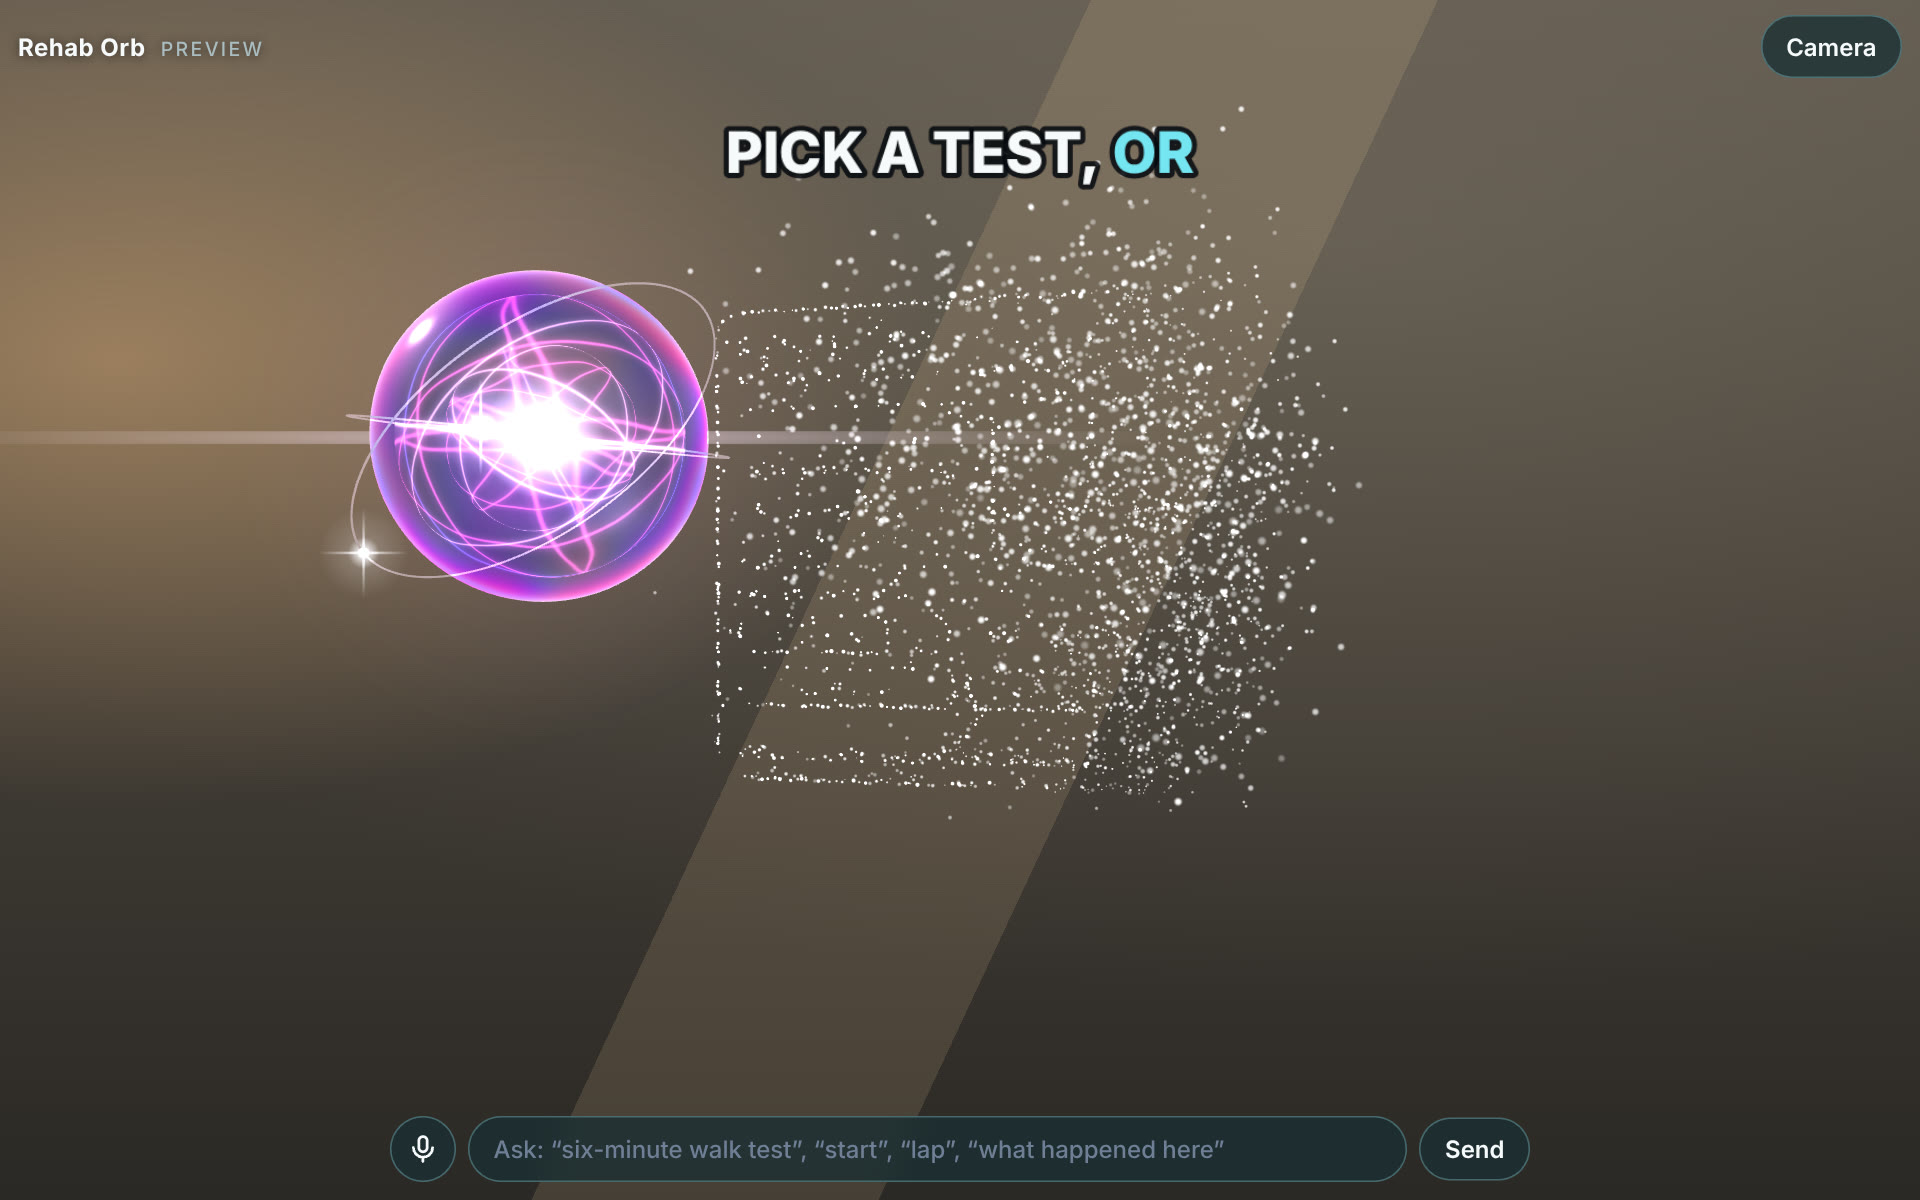 Rehab Orb PREVIEW
Camera
PICK A TEST, OR
Ask: “six-minute walk test”, “start”, “lap”, “what happened here”
Send